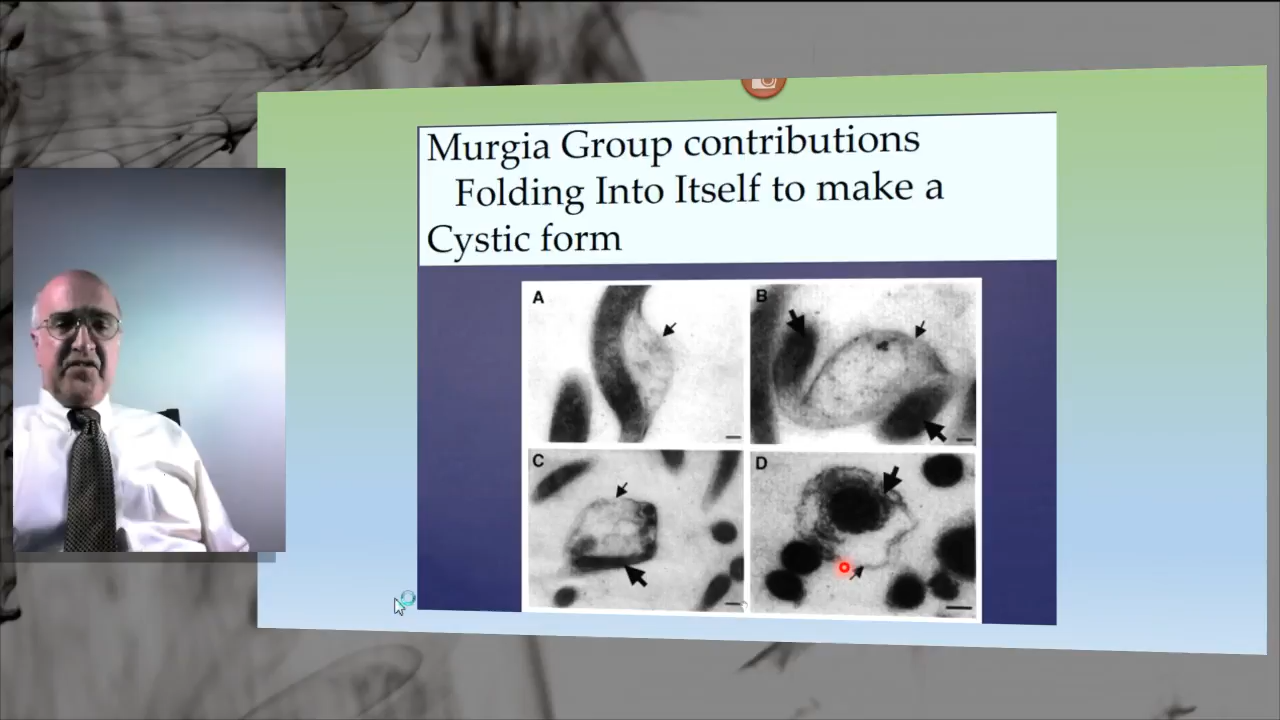 Murgia Group contributions
Folding Into Itself to make a
Cystic form
A
B
C
D